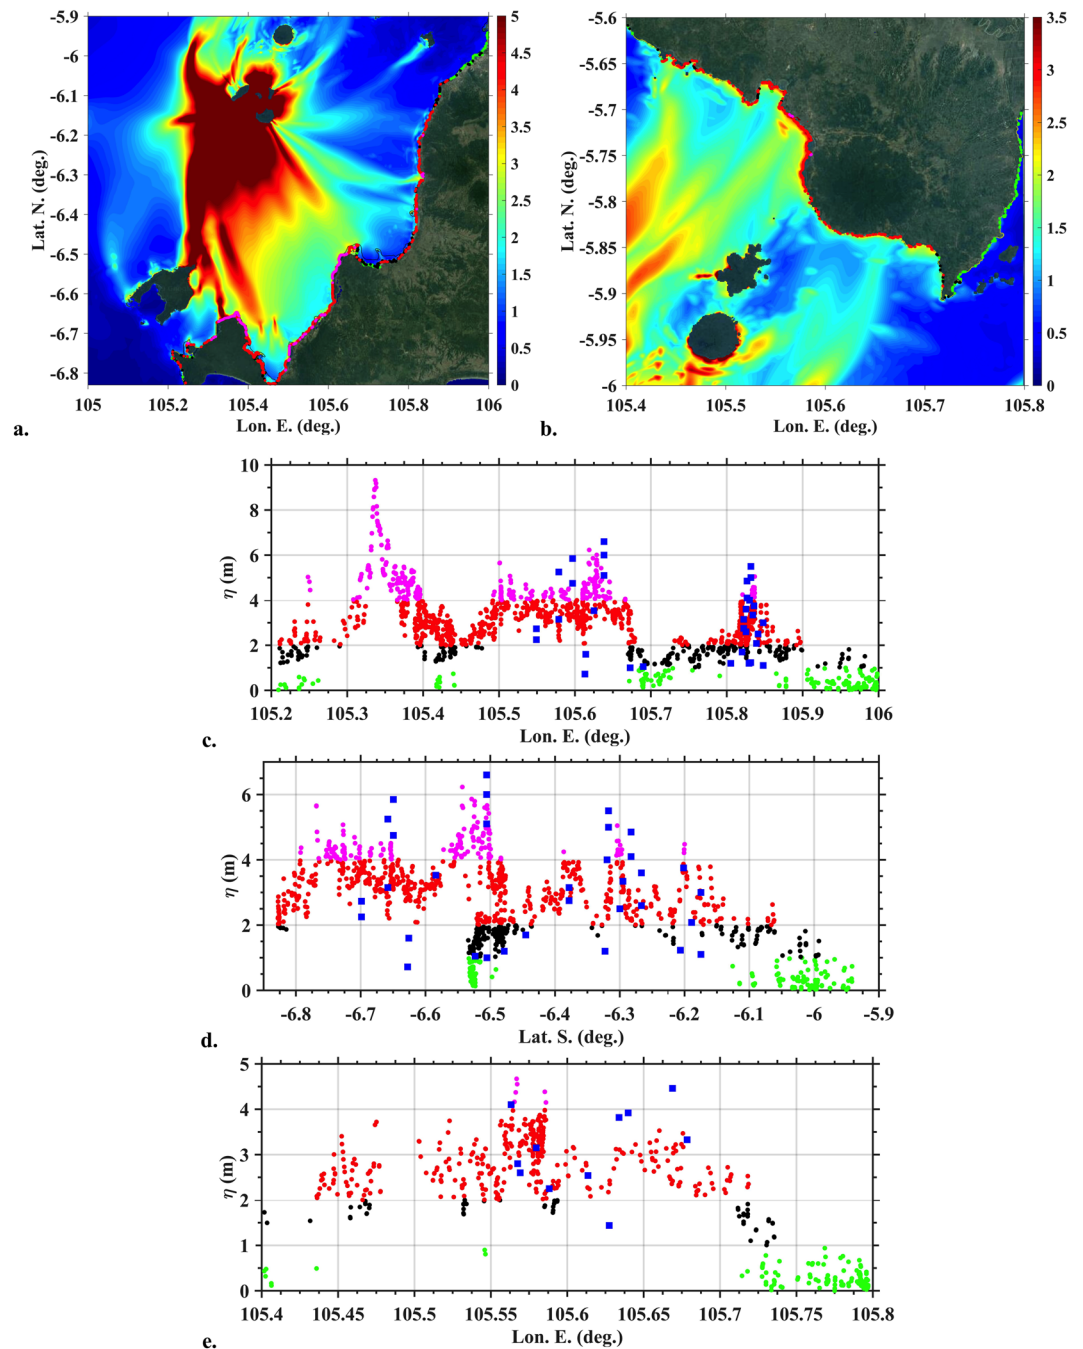 -5.9
-6
-6.1
-6.2
-6.3
-6.4
-6.5
-6.6
-6.7
-6.8
Lat. N. (deg.)
105 105.2 105.4 105.6 105.8 106
Lon. E. (deg.)
5
4.5
4
3.5
3
2.5
2
1.5
1
0.5
0
a.
-5.6
-5.65
-5.7
-5.75
-5.8
-5.85
-5.9
-5.95
-6
Lat. N. (deg.)
105.4 105.5 105.6 105.7 105.8
Lon. E. (deg.)
3.5
3
2.5
2
1.5
1
0.5
0
b.
10
8
6
4
2
0
η (m)
105.2 105.3 105.4 105.5 105.6 105.7 105.8 105.9 106
Lon. E. (deg.)
c.
6
4
2
0
η (m)
-6.8 -6.7 -6.6 -6.5 -6.4 -6.3 -6.2 -6.1 -6 -5.9
Lat. S. (deg.)
d.
5
4
3
2
1
0
η (m)
105.4 105.45 105.5 105.55 105.6 105.65 105.7 105.75 105.8
Lon. E. (deg.)
e.